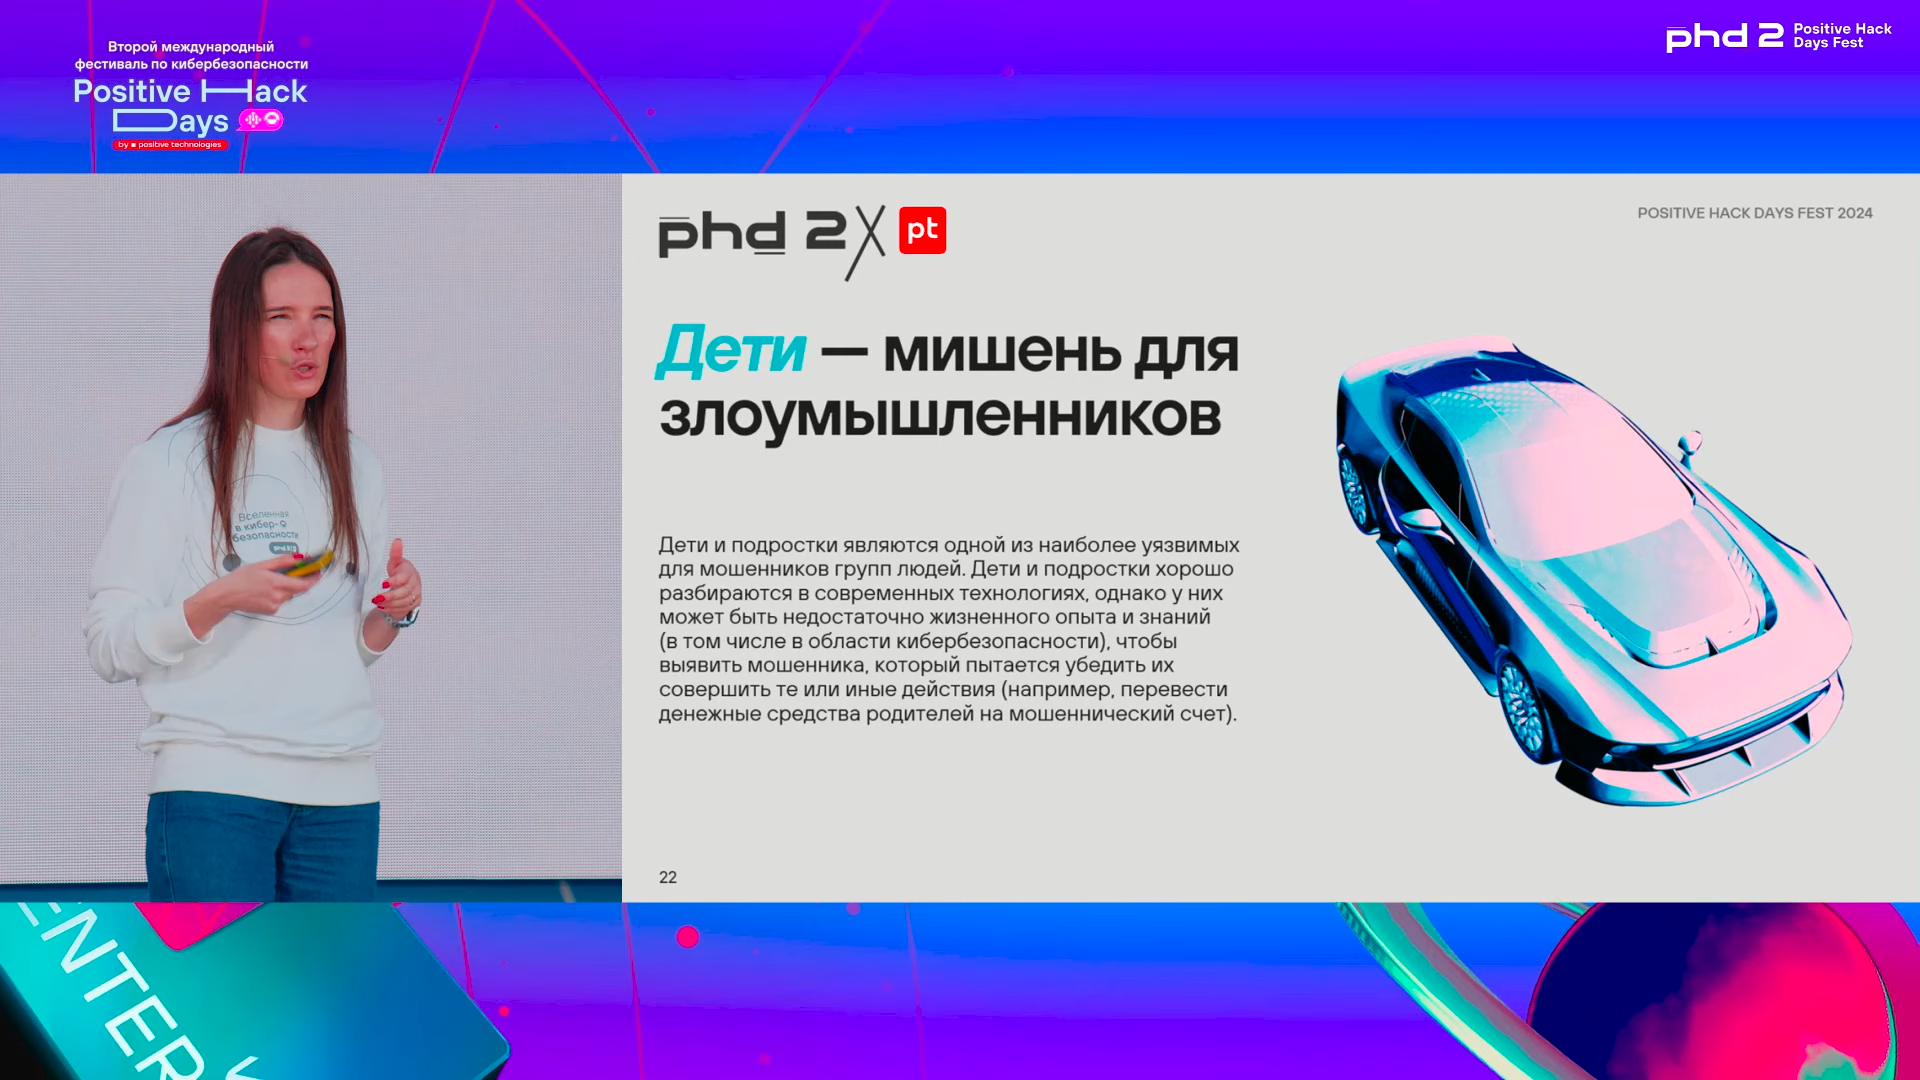 Второй международный
фестиваль по кибербезопасности
Positive Hack
Days
by positive technologies
phd 2 Positive Hack
Days Fest
phd 2 pt
POSITIVE HACK DAYS FEST 2024
Дети — мишень для
злоумышленников
Дети и подростки являются одной из наиболее уязвимых
для мошенников групп людей. Дети и подростки хорошо
разбираются в современных технологиях, однако у них
может быть недостаточно жизненного опыта и знаний
(в том числе в области кибербезопасности), чтобы
выявить мошенника, который пытается убедить их
совершить те или иные действия (например, перевести
денежные средства родителей на мошеннический счет).
22
Вселенная
в кибер-
безопасности
ENTER